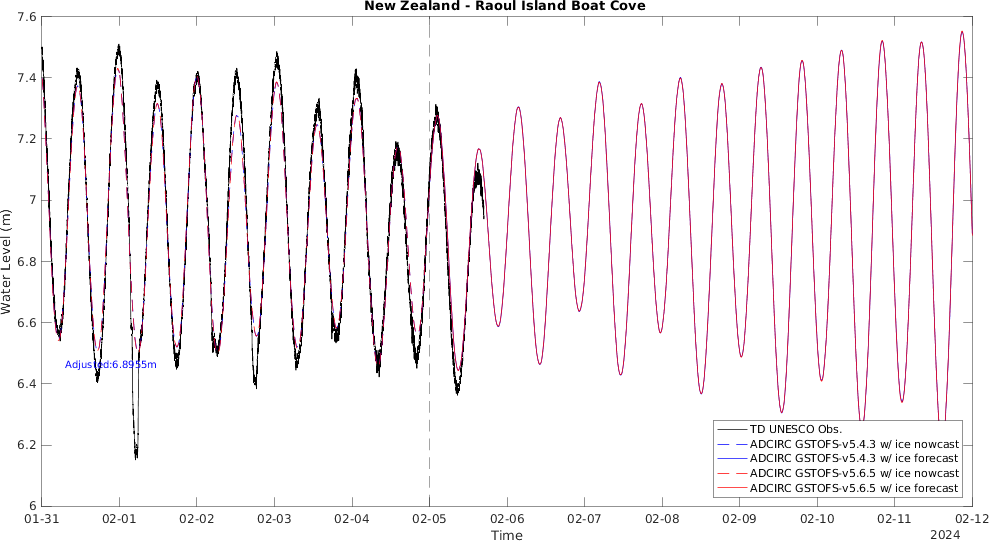 New Zealand - Raoul Island Boat Cove
7.6
7.4
7.2
7
6.8
6.6
6.4
6.2
6
Water Level (m)
Adjusted:6.8955m
TD UNESCO Obs.
ADCIRC GSTOFS-v5.4.3 w/ ice nowcast
ADCIRC GSTOFS-v5.4.3 w/ ice forecast
ADCIRC GSTOFS-v5.6.5 w/ ice nowcast
ADCIRC GSTOFS-v5.6.5 w/ ice forecast
01-31 02-01 02-02 02-03 02-04 02-05 02-06 02-07 02-08 02-09 02-10 02-11 02-12
Time
2024